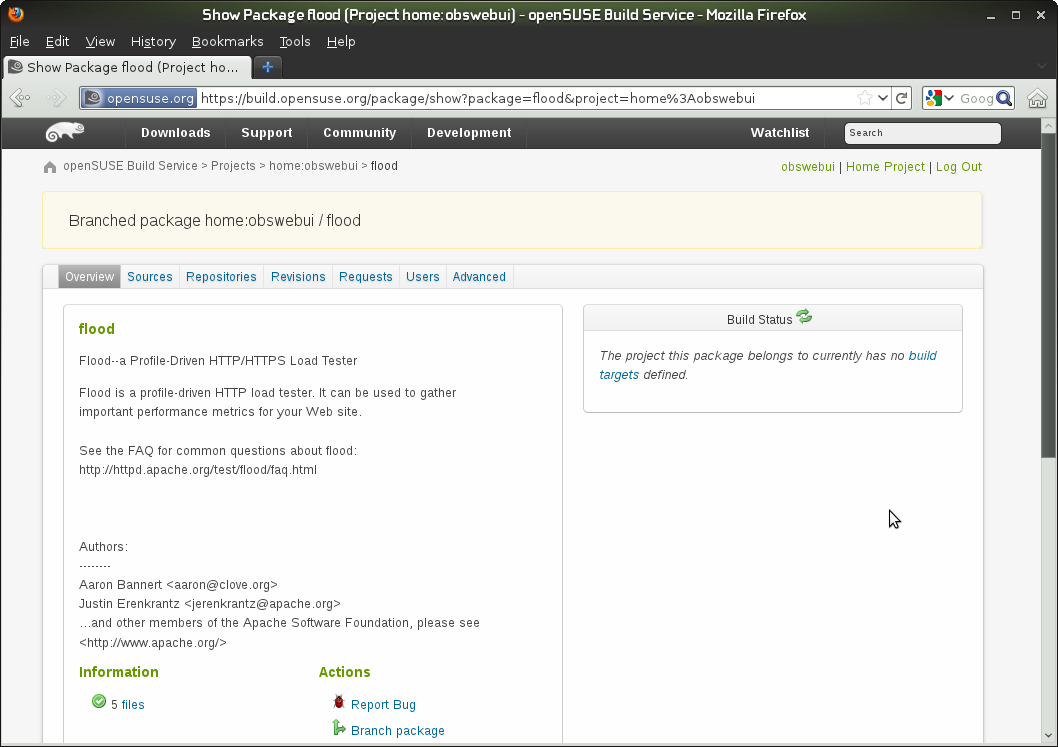 Show Package flood (Project home:obswebui) - openSUSE Build Service - Mozilla Firefox
File Edit View History Bookmarks Tools Help
Show Package flood (Project ho...
opensuse.org https://build.opensuse.org/package/show?package=flood&project=home%3Aobswebui Goog
Downloads Support Community Development Watchlist Search
openSUSE Build Service > Projects > home:obswebui > flood
obswebui | Home Project | Log Out
Branched package home:obswebui / flood
Overview Sources Repositories Revisions Requests Users Advanced
flood
Flood--a Profile-Driven HTTP/HTTPS Load Tester
Flood is a profile-driven HTTP load tester. It can be used to gather
important performance metrics for your Web site.
See the FAQ for common questions about flood:
http://httpd.apache.org/test/flood/faq.html
Authors:
--------
Aaron Bannert <aaron@clove.org>
Justin Erenkrantz <jerenkrantz@apache.org>
...and other members of the Apache Software Foundation, please see
<http://www.apache.org/>
Information
5 files
Actions
Report Bug
Branch package
Build Status
The project this package belongs to currently has no build
targets defined.